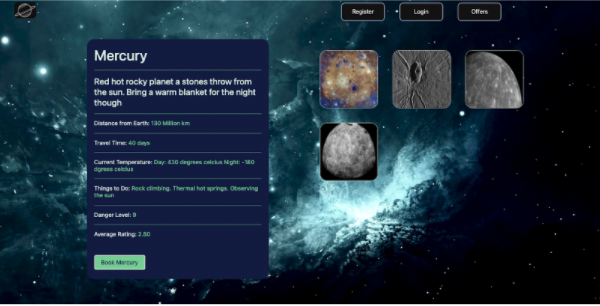 Register Login Offers
Mercury
Red hot rocky planet a stones throw from
the sun. Bring a warm blanket for the night
though
Distance from Earth: 130 Million km
Travel Time: 40 days
Current Temperature: Day: 430 degrees celcius Night: -180
dgress celcius
Things to Do: Rock climbing. Thermal hot springs. Observing
the sun
Danger Level: 9
Average Rating: 2.50
Book Mercury